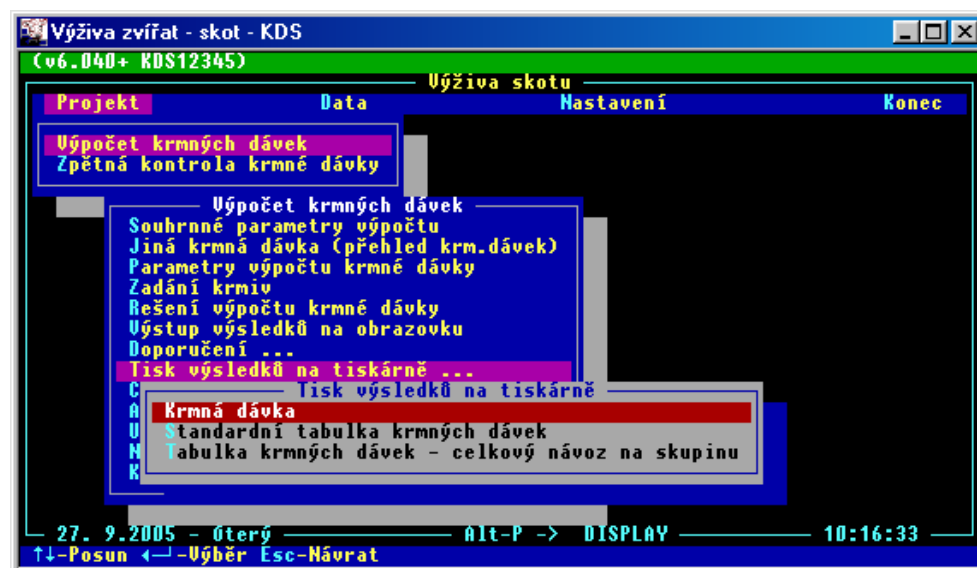 Výživa zvířat - skot - KDS
(v6.040+ KDS12345)
Výživa skotu
Projekt Data Nastavení Konec
Výpočet krmných dávek
Zpětná kontrola krmné dávky
Výpočet krmných dávek
Souhrnné parametry výpočtu
Jiná krmná dávka (přehled krm.dávek)
Parametry výpočtu krmné dávky
Zadání krmiv
Řešení výpočtu krmné dávky
Výstup výsledků na obrazovku
Doporučení ...
Tisk výsledků na tiskárně ...
C
A
U
N
K
Tisk výsledků na tiskárně
Krmná dávka
Standardní tabulka krmných dávek
Tabulka krmných dávek - celkový návoz na skupinu
27. 9.2005 - úterý Alt-P -> DISPLAY 10:16:33
↑↓-Posun ←┘-Výběr Esc-Návrat